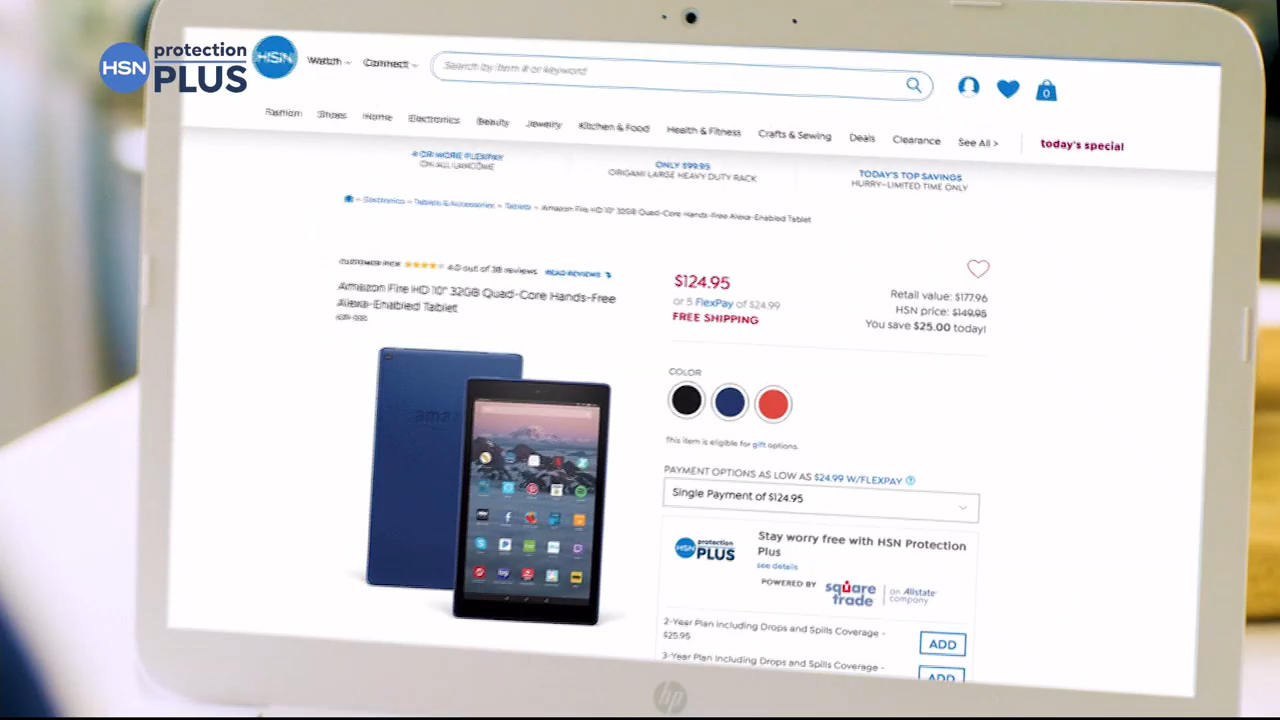 HSN protection PLUS
HSN Watch Connect Search by item # or keyword
0
Fashion Shoes Home Electronics Beauty Jewelry Kitchen & Food Health & Fitness Crafts & Sewing Deals Clearance See All > today's special
ONLY $99.95
ORIGAMI LARGE HEAVY DUTY RACK
TODAY'S TOP SAVINGS
HURRY–LIMITED TIME ONLY
Electronics Tablets & Accessories Tablets Amazon Fire HD 10" 32GB Quad-Core Hands-Free Alexa-Enabled Tablet
CUSTOMER PICK 4.0 out of 38 reviews READ REVIEWS
Amazon Fire HD 10" 32GB Quad-Core Hands-Free
Alexa-Enabled Tablet
$124.95
or 5 FlexPay of $24.99
FREE SHIPPING
Retail value: $177.96
HSN price: $149.95
You save $25.00 today!
COLOR
This item is eligible for gift options.
PAYMENT OPTIONS AS LOW AS $24.99 W/FLEXPAY ?
Single Payment of $124.95
HSN protection PLUS
Stay worry free with HSN Protection
Plus
see details
POWERED BY square trade an Allstate company
2-Year Plan Including Drops and Spills Coverage -
$25.95
ADD
3-Year Plan Including Drops and Spills Coverage -
ADD
amaz
hp